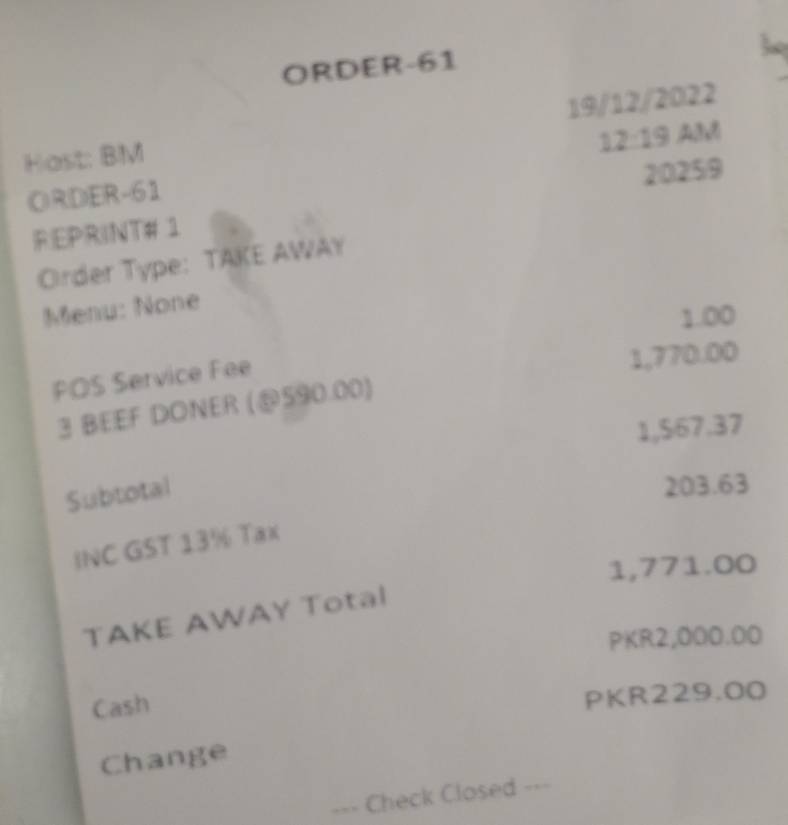 ORDER-61
Host: BM 19/12/2022
ORDER-61 12:19 AM
REPRINT# 1 20259
Order Type: TAKE AWAY
Menu: None
POS Service Fee 1.00
3 BEEF DONER (@590.00) 1,770.00
Subtotal 1,567.37
INC GST 13% Tax 203.63
TAKE AWAY Total 1,771.00
Cash PKR2,000.00
Change PKR229.00
--- Check Closed ---